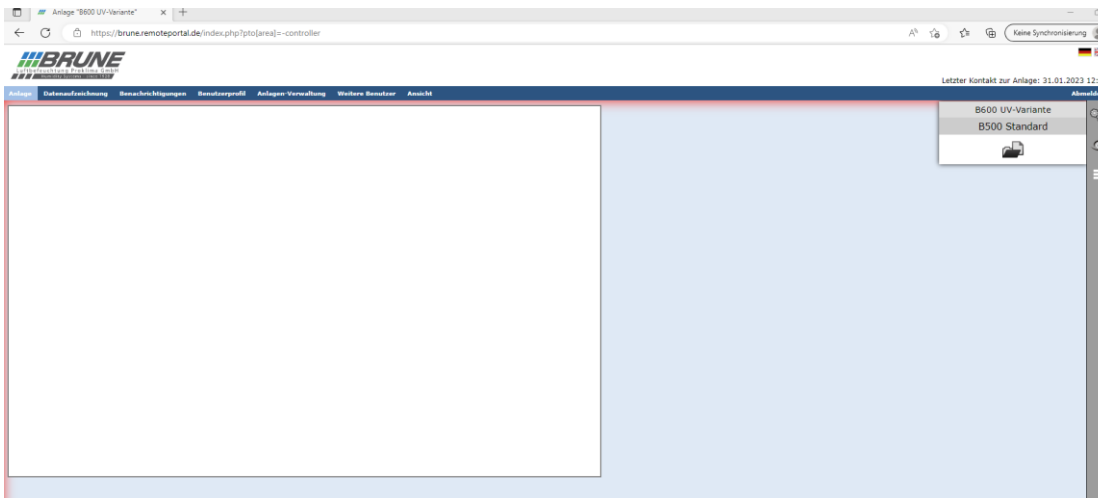 Anlage "B600 UV-Variante"
https://brune.remoteportal.de/index.php?pto[area]=-controller
Keine Synchronisierung
BRUNE
Luftbefeuchtung Proklima GmbH
Letzter Kontakt zur Anlage: 31.01.2023 12:
Anlage Datenaufzeichnung Benachrichtigungen Benutzerprofil Anlagen-Verwaltung Weitere Benutzer Ansicht Abmelde
B600 UV-Variante
B500 Standard